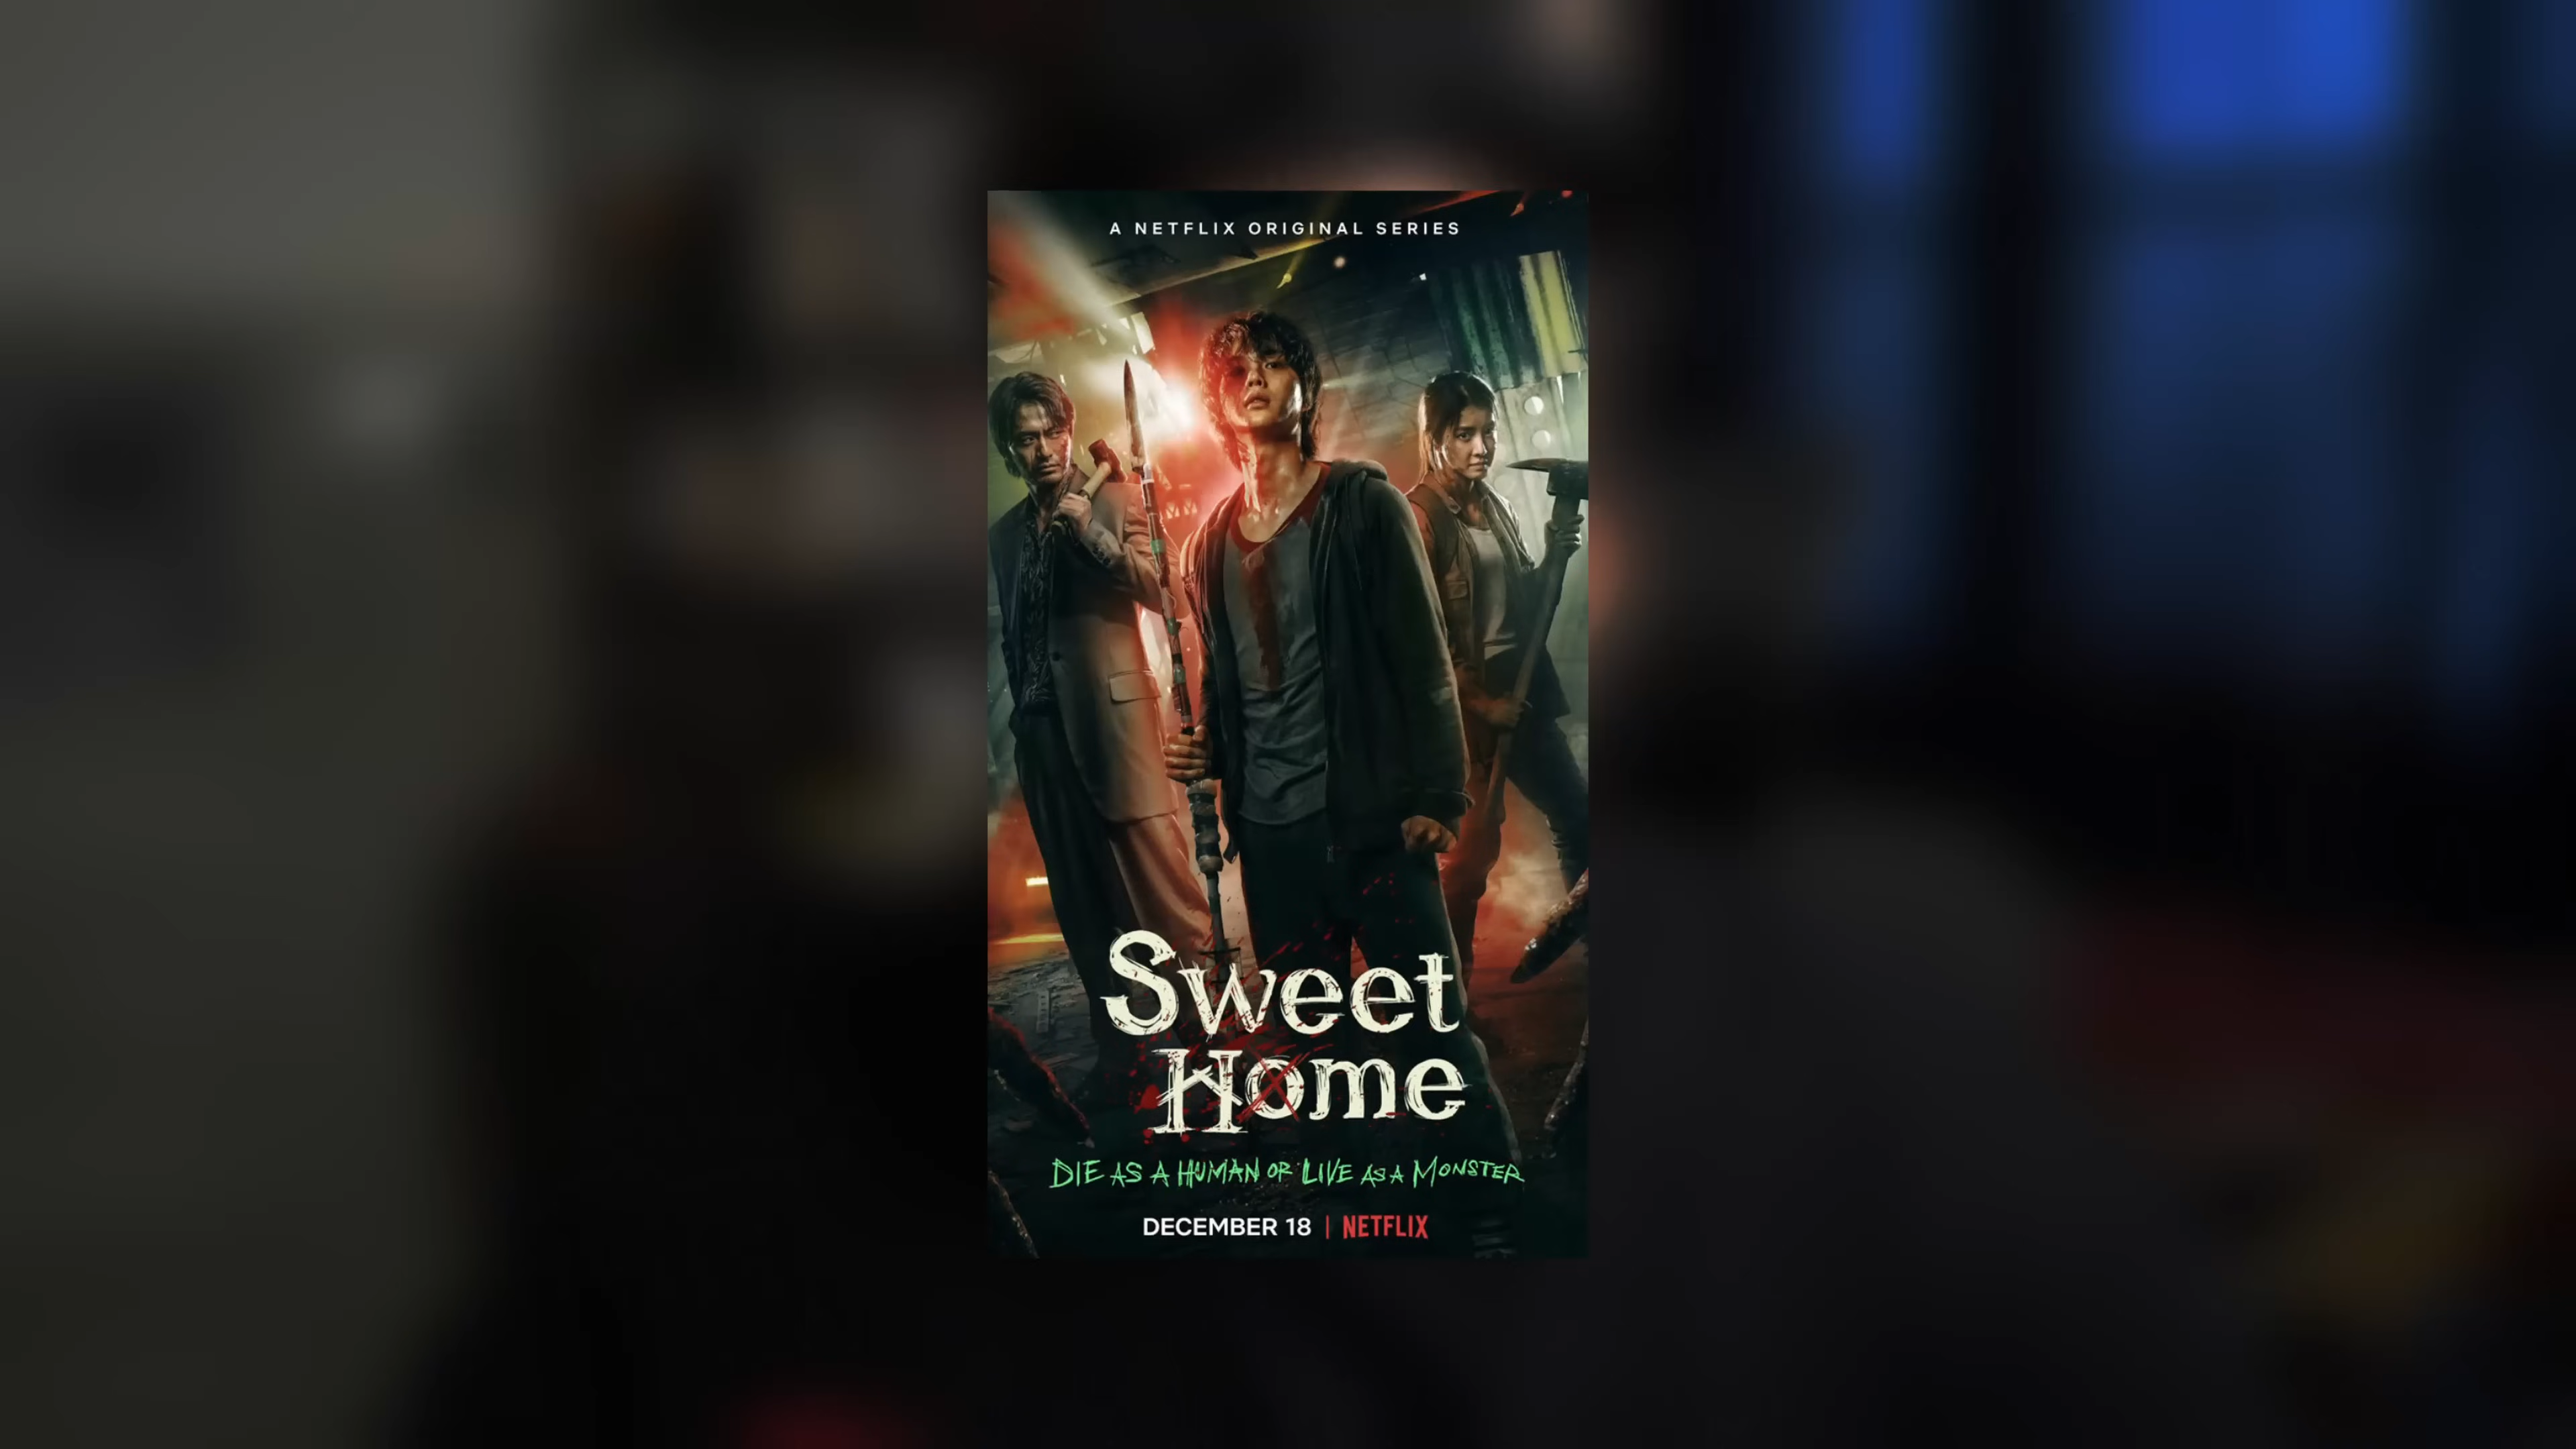 A NETFLIX ORIGINAL SERIES
Sweet
Home
DIE AS A HUMAN OR LIVE AS A MONSTER
DECEMBER 18 | NETFLIX